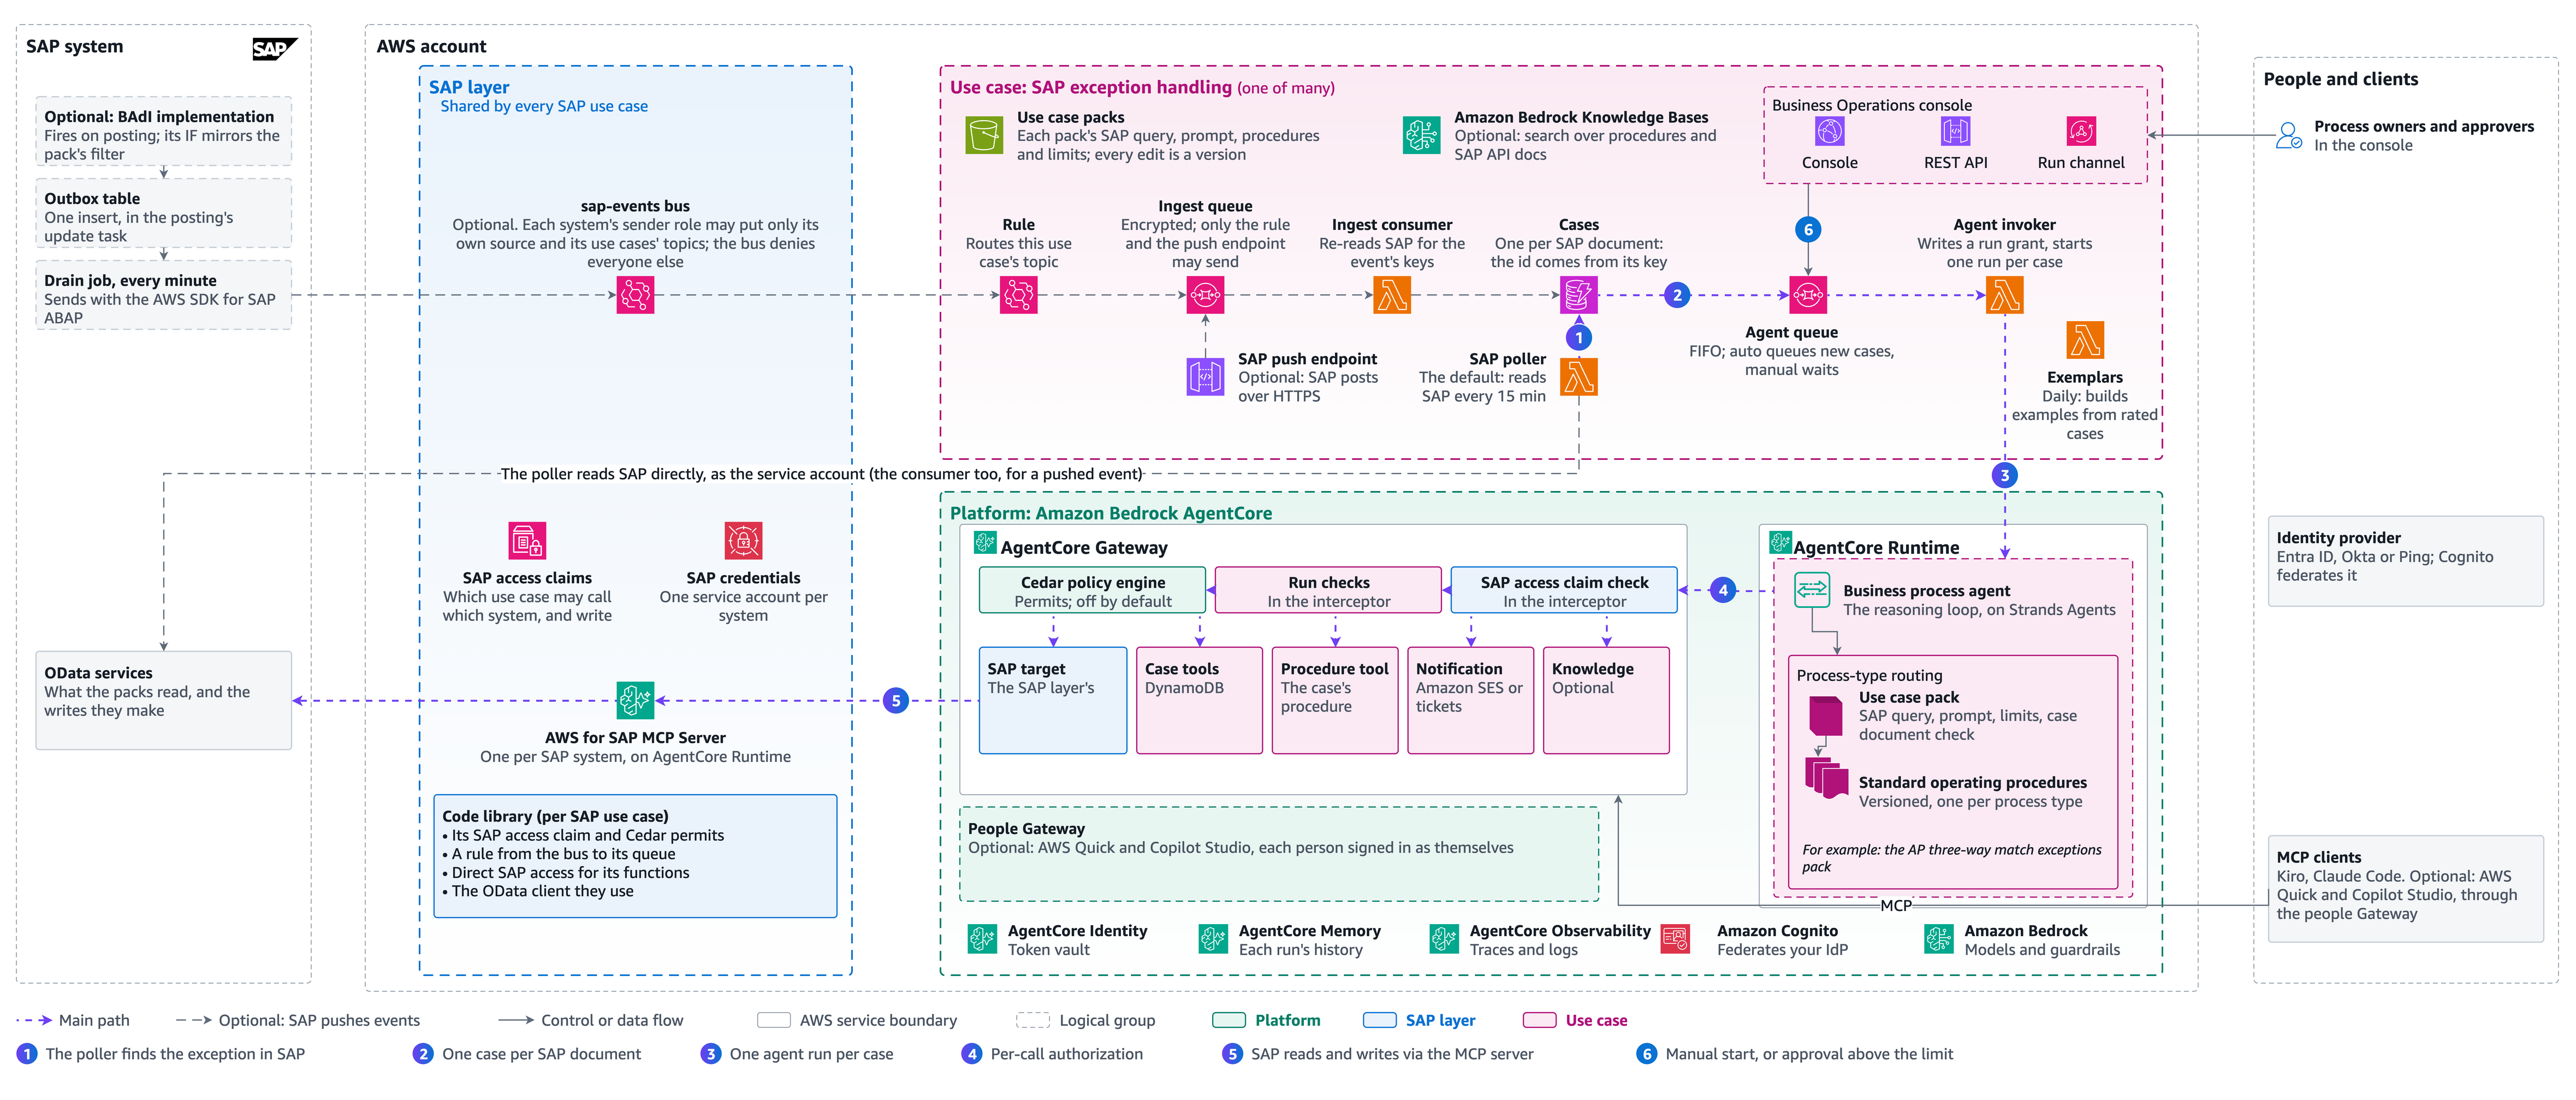 SAP system
SAP
Optional: BAdI implementation
Fires on posting; its IF mirrors the
pack's filter
Outbox table
One insert, in the posting's
update task
Drain job, every minute
Sends with the AWS SDK for SAP
ABAP
OData services
What the packs read, and the
writes they make
AWS account
SAP layer
Shared by every SAP use case
sap-events bus
Optional. Each system's sender role may put only its
own source and its use cases' topics; the bus denies
everyone else
SAP access claims
Which use case may call
which system, and write
SAP credentials
One service account per
system
AWS for SAP MCP Server
One per SAP system, on AgentCore Runtime
Code library (per SAP use case)
• Its SAP access claim and Cedar permits
• A rule from the bus to its queue
• Direct SAP access for its functions
• The OData client they use
Use case: SAP exception handling (one of many)
Use case packs
Each pack's SAP query, prompt, procedures
and limits; every edit is a version
Amazon Bedrock Knowledge Bases
Optional: search over procedures and
SAP API docs
Business Operations console
Console
REST API
Run channel
Rule
Routes this use
case's topic
Ingest queue
Encrypted; only the rule
and the push endpoint
may send
Ingest consumer
Re-reads SAP for the
event's keys
Cases
One per SAP document:
the id comes from its key
2
6
Agent invoker
Writes a run grant, starts
one run per case
Agent queue
FIFO; auto queues new cases,
manual waits
1
SAP push endpoint
Optional: SAP posts
over HTTPS
SAP poller
The default: reads
SAP every 15 min
Exemplars
Daily: builds
examples from rated
cases
The poller reads SAP directly, as the service account (the consumer too, for a pushed event)
3
Platform: Amazon Bedrock AgentCore
AgentCore Gateway
Cedar policy engine
Permits; off by default
Run checks
In the interceptor
SAP access claim check
In the interceptor
4
SAP target
The SAP layer's
Case tools
DynamoDB
Procedure tool
The case's
procedure
Notification
Amazon SES or
tickets
Knowledge
Optional
5
People Gateway
Optional: AWS Quick and Copilot Studio, each person signed in as themselves
AgentCore Runtime
Business process agent
The reasoning loop, on Strands Agents
Process-type routing
Use case pack
SAP query, prompt, limits, case
document check
Standard operating procedures
Versioned, one per process type
For example: the AP three-way match exceptions
pack
MCP
AgentCore Identity
Token vault
AgentCore Memory
Each run's history
AgentCore Observability
Traces and logs
Amazon Cognito
Federates your IdP
Amazon Bedrock
Models and guardrails
People and clients
Process owners and approvers
In the console
Identity provider
Entra ID, Okta or Ping; Cognito
federates it
MCP clients
Kiro, Claude Code. Optional: AWS
Quick and Copilot Studio, through
the people Gateway
Main path
Optional: SAP pushes events
Control or data flow
AWS service boundary
Logical group
Platform
SAP layer
Use case
1 The poller finds the exception in SAP
2 One case per SAP document
3 One agent run per case
4 Per-call authorization
5 SAP reads and writes via the MCP server
6 Manual start, or approval above the limit